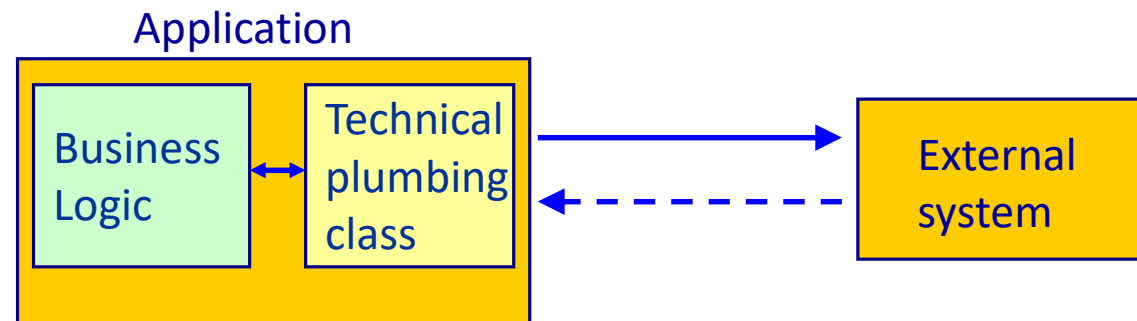 Application
Business
Logic
Technical
plumbing
class
External
system